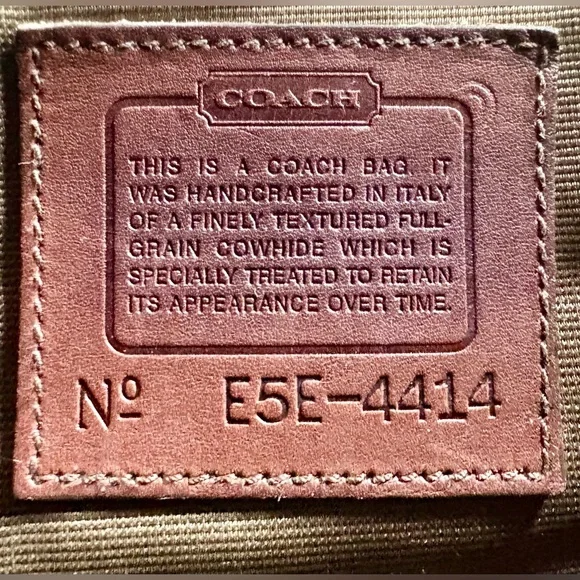 COACH
THIS IS A COACH BAG. IT
WAS HANDCRAFTED IN ITALY
OF A FINELY TEXTURED FULL-
GRAIN COWHIDE WHICH IS
SPECIALLY TREATED TO RETAIN
ITS APPEARANCE OVER TIME.
Nº E5E-4414